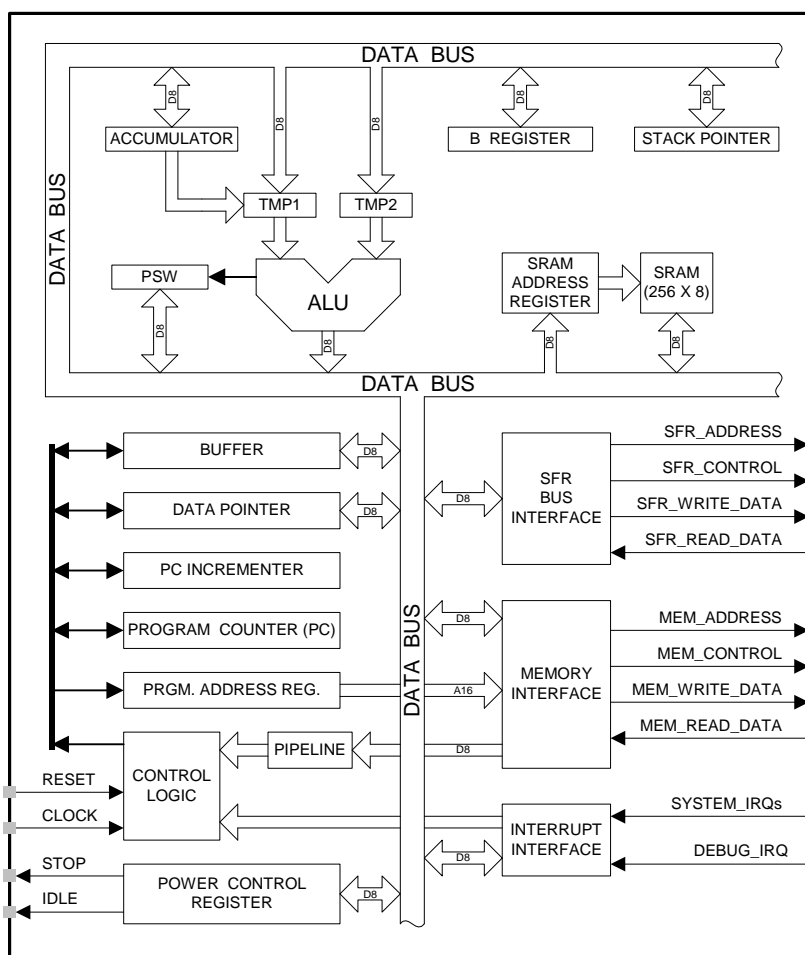 DATA BUS
D8
D8
D8
D8
D8
ACCUMULATOR
B REGISTER
STACK POINTER
DATA BUS
TMP1
TMP2
PSW
ALU
SRAM
ADDRESS
REGISTER
SRAM
(256 X 8)
D8
D8
D8
D8
DATA BUS
BUFFER
D8
DATA POINTER
D8
PC INCREMENTER
PROGRAM COUNTER (PC)
PRGM. ADDRESS REG.
A16
DATA BUS
D8
SFR
BUS
INTERFACE
SFR_ADDRESS
SFR_CONTROL
SFR_WRITE_DATA
SFR_READ_DATA
D8
MEMORY
INTERFACE
MEM_ADDRESS
MEM_CONTROL
MEM_WRITE_DATA
MEM_READ_DATA
CONTROL
LOGIC
PIPELINE
D8
RESET
CLOCK
INTERRUPT
INTERFACE
SYSTEM_IRQs
DEBUG_IRQ
D8
STOP
IDLE
POWER CONTROL
REGISTER
D8